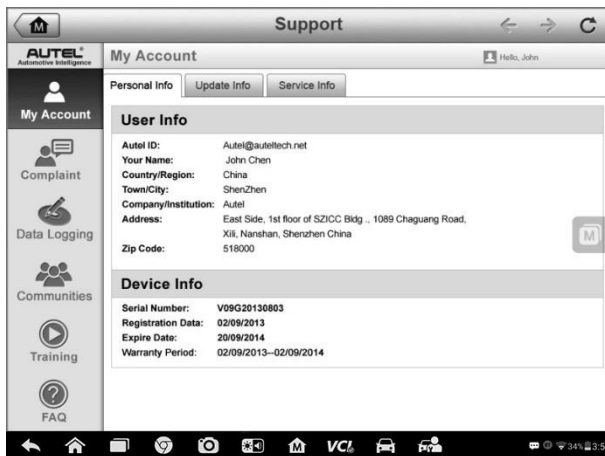 M
Support
AUTEL
Automotive Intelligence
My Account
Hello, John
Personal Info
Update Info
Service Info
My Account
Complaint
Data Logging
Communities
Training
FAQ
User Info
Autel ID: Autel@auteltech.net
Your Name: John Chen
Country/Region: China
Town/City: ShenZhen
Company/Institution: Autel
Address: East Side, 1st floor of SZICC Bldg ., 1089 Chaguang Road,
Xili, Nanshan, Shenzhen China
Zip Code: 518000
M
Device Info
Serial Number: V09G20130803
Registration Data: 02/09/2013
Expire Date: 20/09/2014
Warranty Period: 02/09/2013--02/09/2014
M
VCI
34%